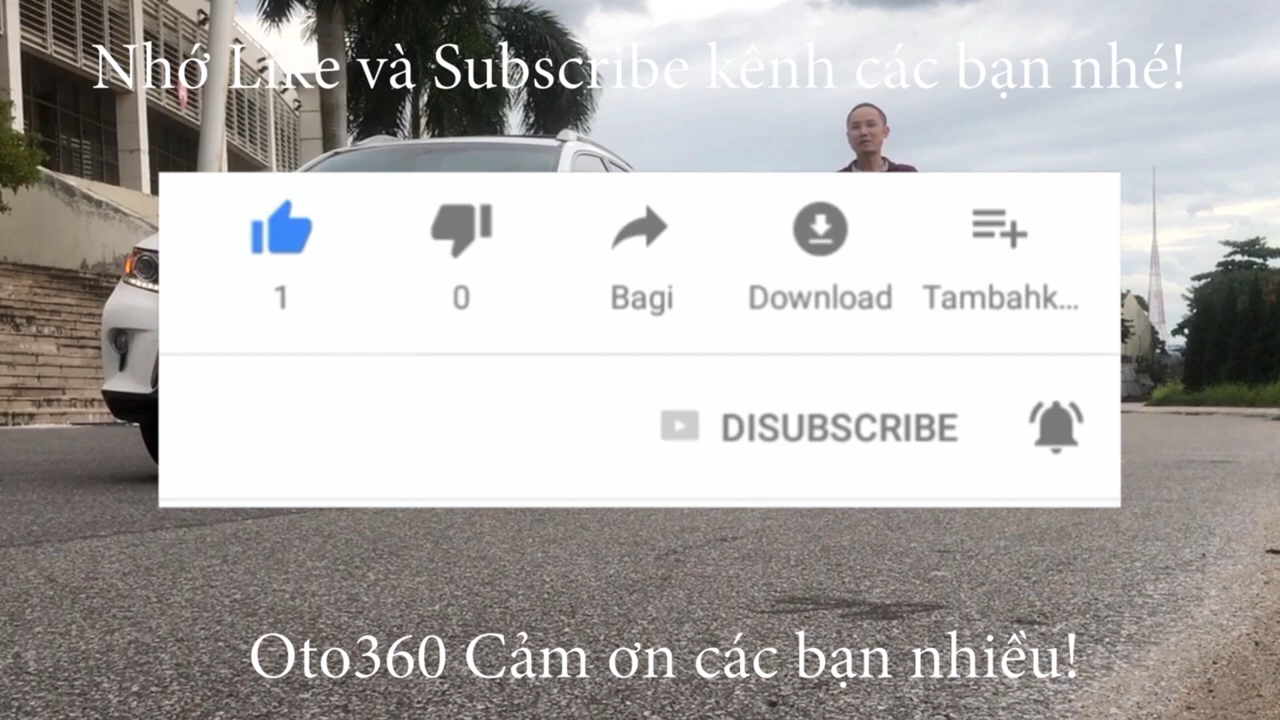 Nhớ Like và Subscribe kênh các bạn nhé!
1 0 Bagi Download Tambahk...
DISUBSCRIBE
Oto360 Cảm ơn các bạn nhiều!